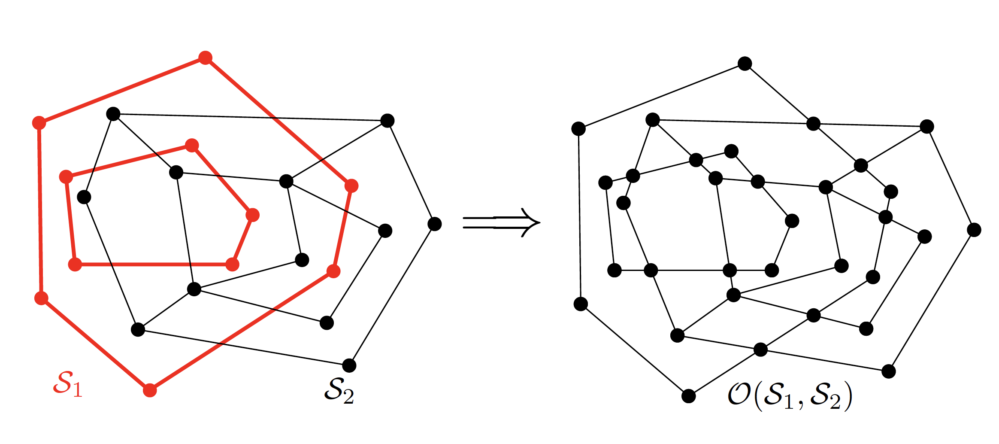 𝒮₁
𝒮₂
𝒪(𝒮₁, 𝒮₂)